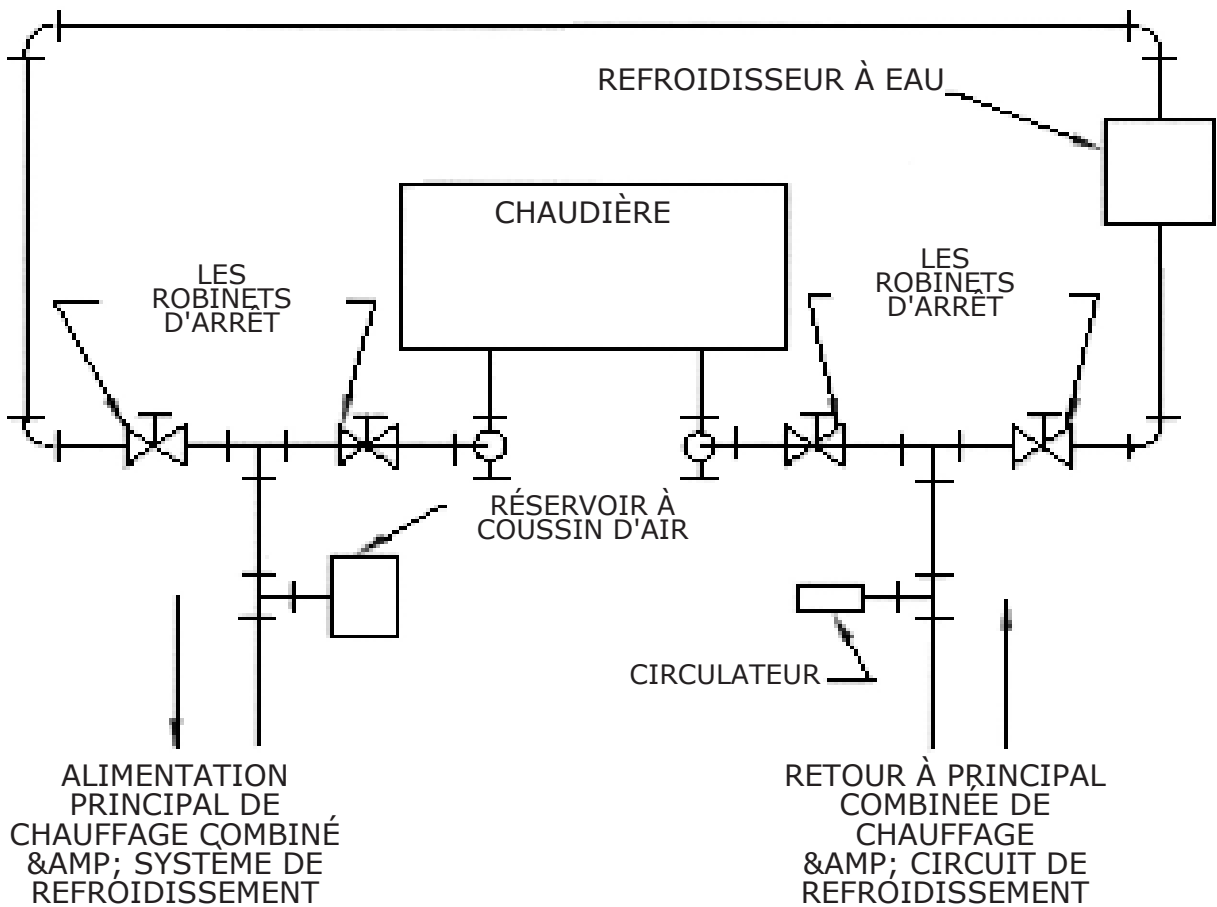 REFROIDISSEUR À EAU
CHAUDIÈRE
LES
ROBINETS
D'ARRÊT
LES
ROBINETS
D'ARRÊT
RÉSERVOIR À
COUSSIN D'AIR
CIRCULATEUR
ALIMENTATION
PRINCIPAL DE
CHAUFFAGE COMBINÉ
&AMP; SYSTÈME DE
REFROIDISSEMENT
RETOUR À PRINCIPAL
COMBINÉE DE
CHAUFFAGE
&AMP; CIRCUIT DE
REFROIDISSEMENT